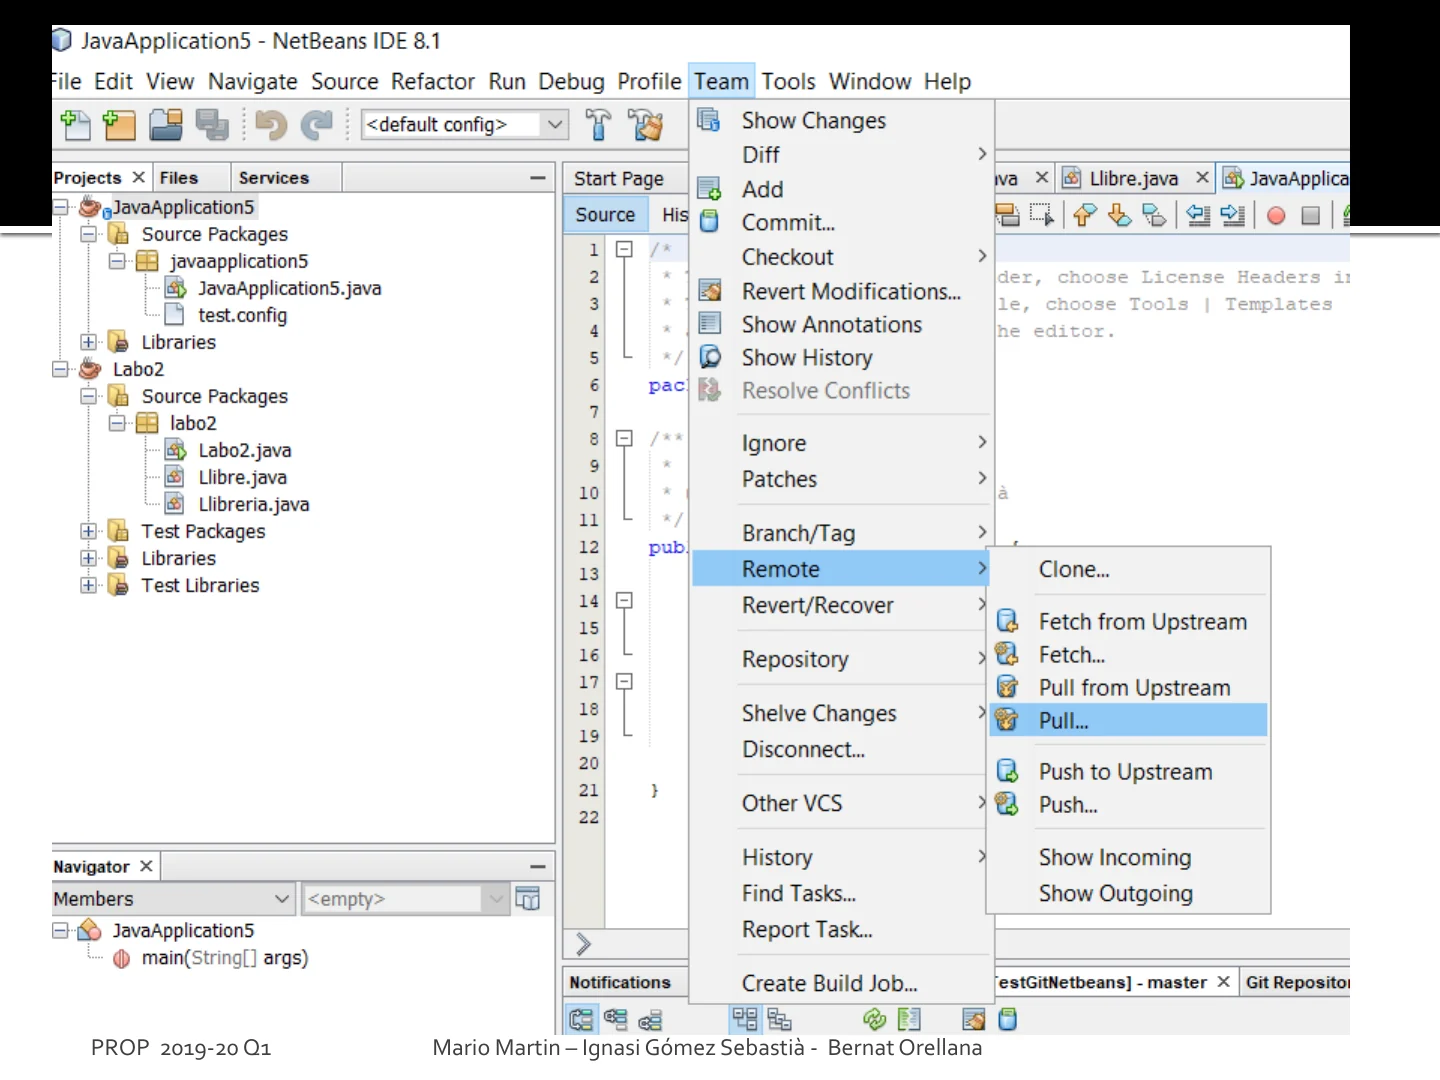 JavaApplication5 - NetBeans IDE 8.1
File Edit View Navigate Source Refactor Run Debug Profile Team Tools Window Help
<default config>
Projects Files Services
JavaApplication5
Source Packages
javaapplication5
JavaApplication5.java
test.config
Libraries
Labo2
Source Packages
labo2
Labo2.java
Llibre.java
Llibreria.java
Test Packages
Libraries
Test Libraries
Navigator
Members <empty>
JavaApplication5
main(String[] args)
Start Page
ava Llibre.java JavaApplica
Source His
1 /*
2 * der, choose License Headers in
3 * le, choose Tools | Templates
4 * he editor.
5 */
6 pac
7
8 /**
9 *
10 * à
11 */
12 publ {
13
14
15
16
17
18
19
20
21 }
22
Show Changes
Diff
Add
Commit...
Checkout
Revert Modifications...
Show Annotations
Show History
Resolve Conflicts
Ignore
Patches
Branch/Tag
Remote
Revert/Recover
Repository
Shelve Changes
Disconnect...
Other VCS
History
Find Tasks...
Report Task...
Create Build Job...
Clone...
Fetch from Upstream
Fetch...
Pull from Upstream
Pull...
Push to Upstream
Push...
Show Incoming
Show Outgoing
Notifications estGitNetbeans] - master Git Reposito
PROP 2019-20 Q1
Mario Martin – Ignasi Gómez Sebastià - Bernat Orellana